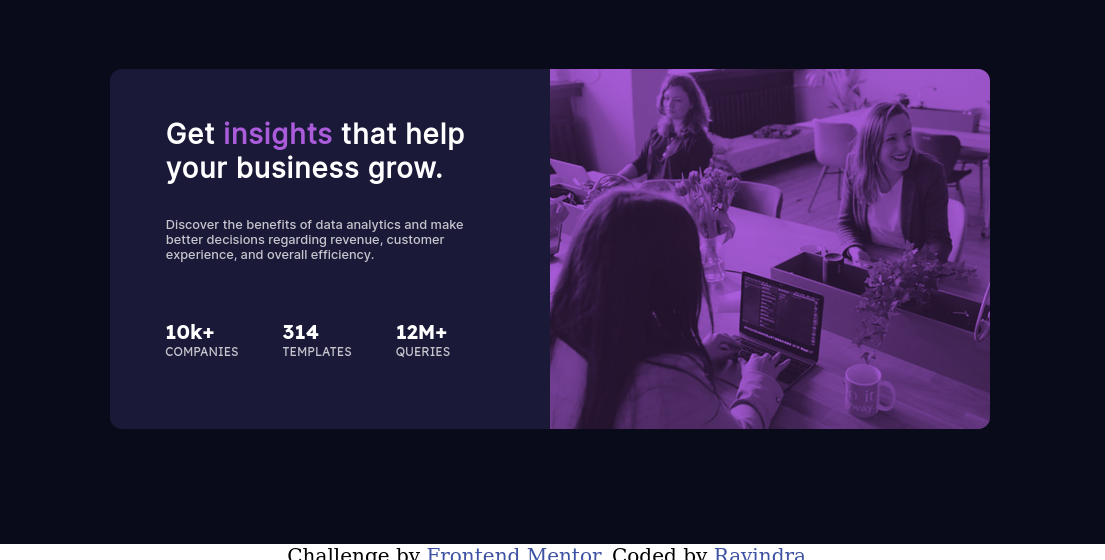 Get insights that help
your business grow.
Discover the benefits of data analytics and make
better decisions regarding revenue, customer
experience, and overall efficiency.
10k+ 314 12M+
COMPANIES TEMPLATES QUERIES
Challenge by Frontend Mentor. Coded by Ravindra